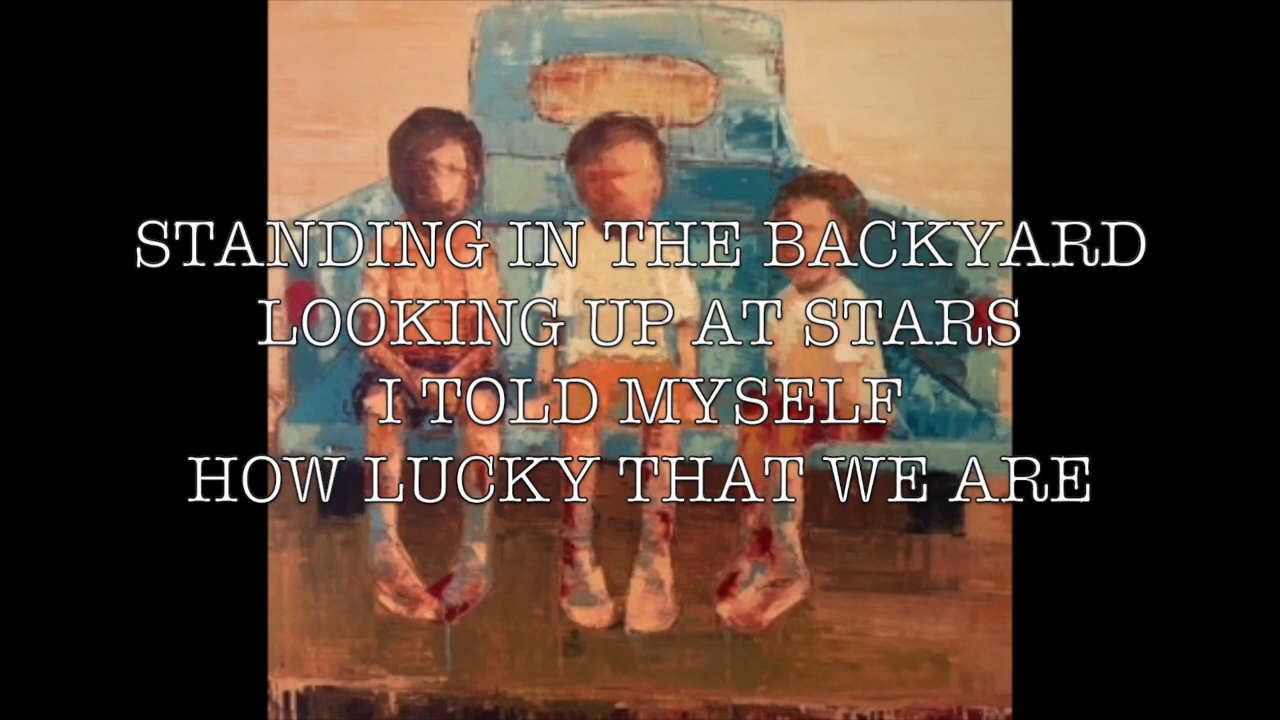 STANDING IN THE BACKYARD
LOOKING UP AT STARS
I TOLD MYSELF
HOW LUCKY THAT WE ARE